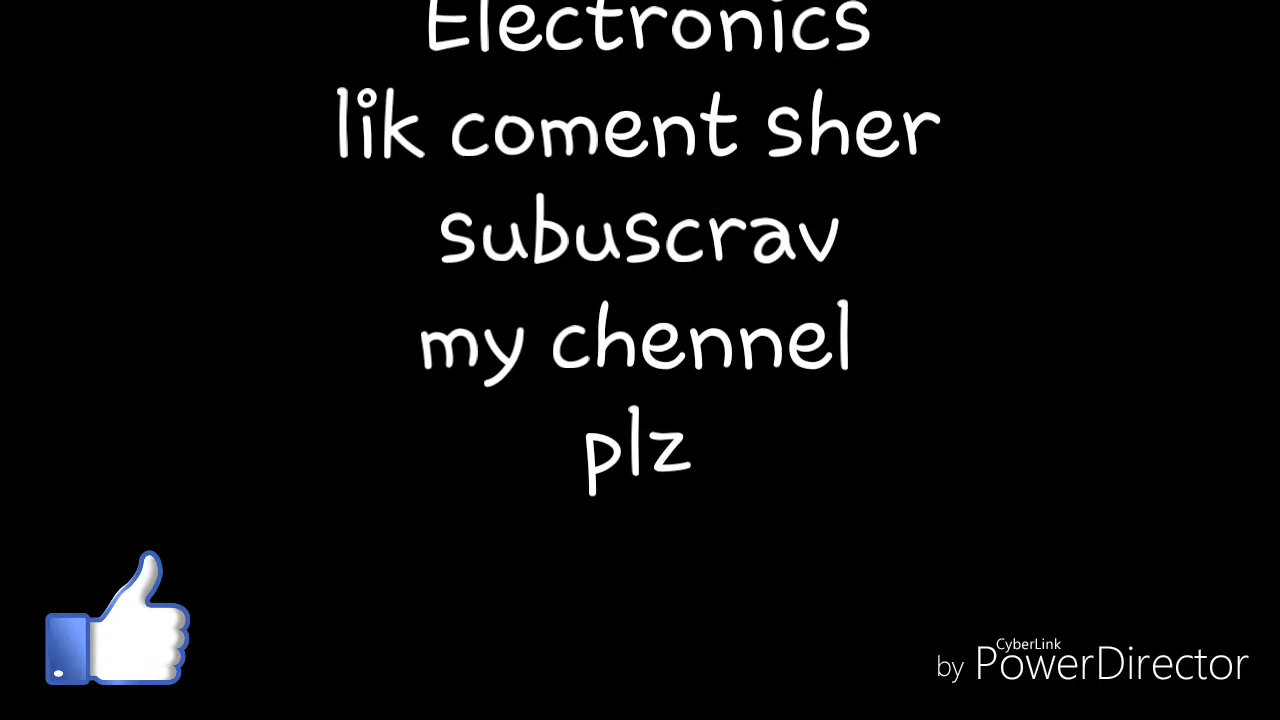 Electronics
lik coment sher
subuscrav
my chennel
plz
CyberLink
by PowerDirector